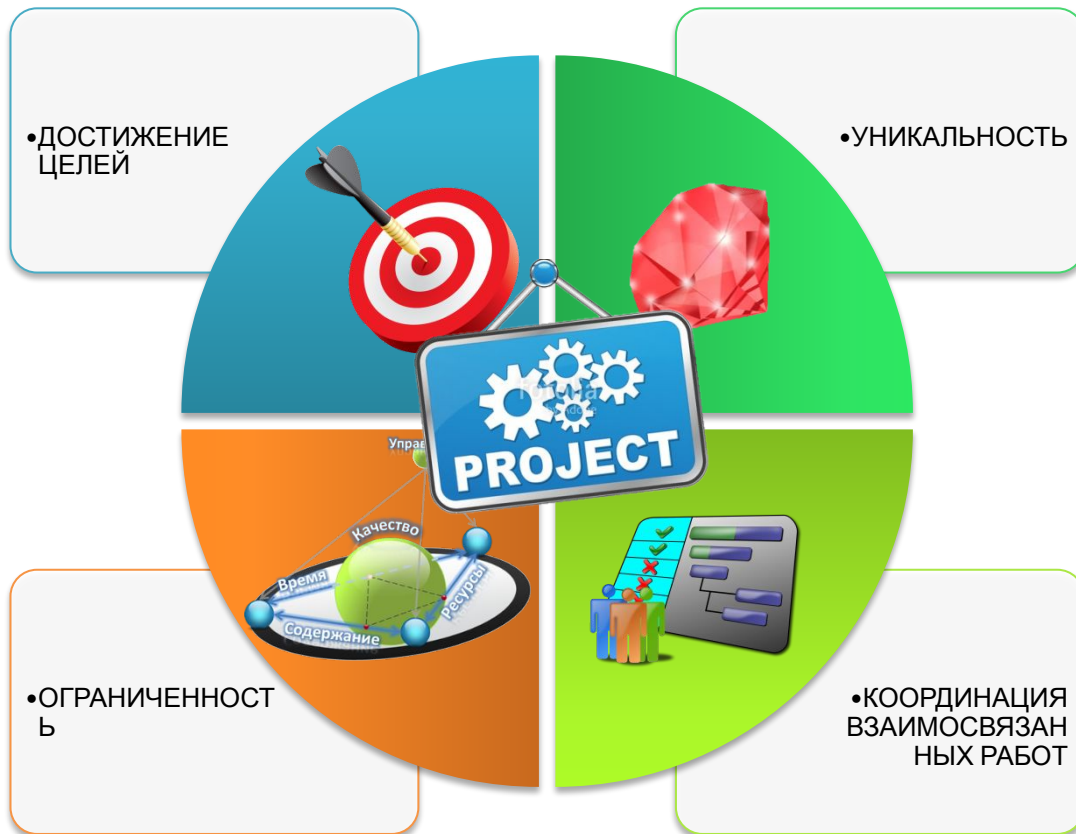 •ДОСТИЖЕНИЕ
ЦЕЛЕЙ
•УНИКАЛЬНОСТЬ
PROJECT
Качество
Время
Ресурсы
Содержание
•ОГРАНИЧЕННОСТ
Ь
•КООРДИНАЦИЯ
ВЗАИМОСВЯЗАН
НЫХ РАБОТ